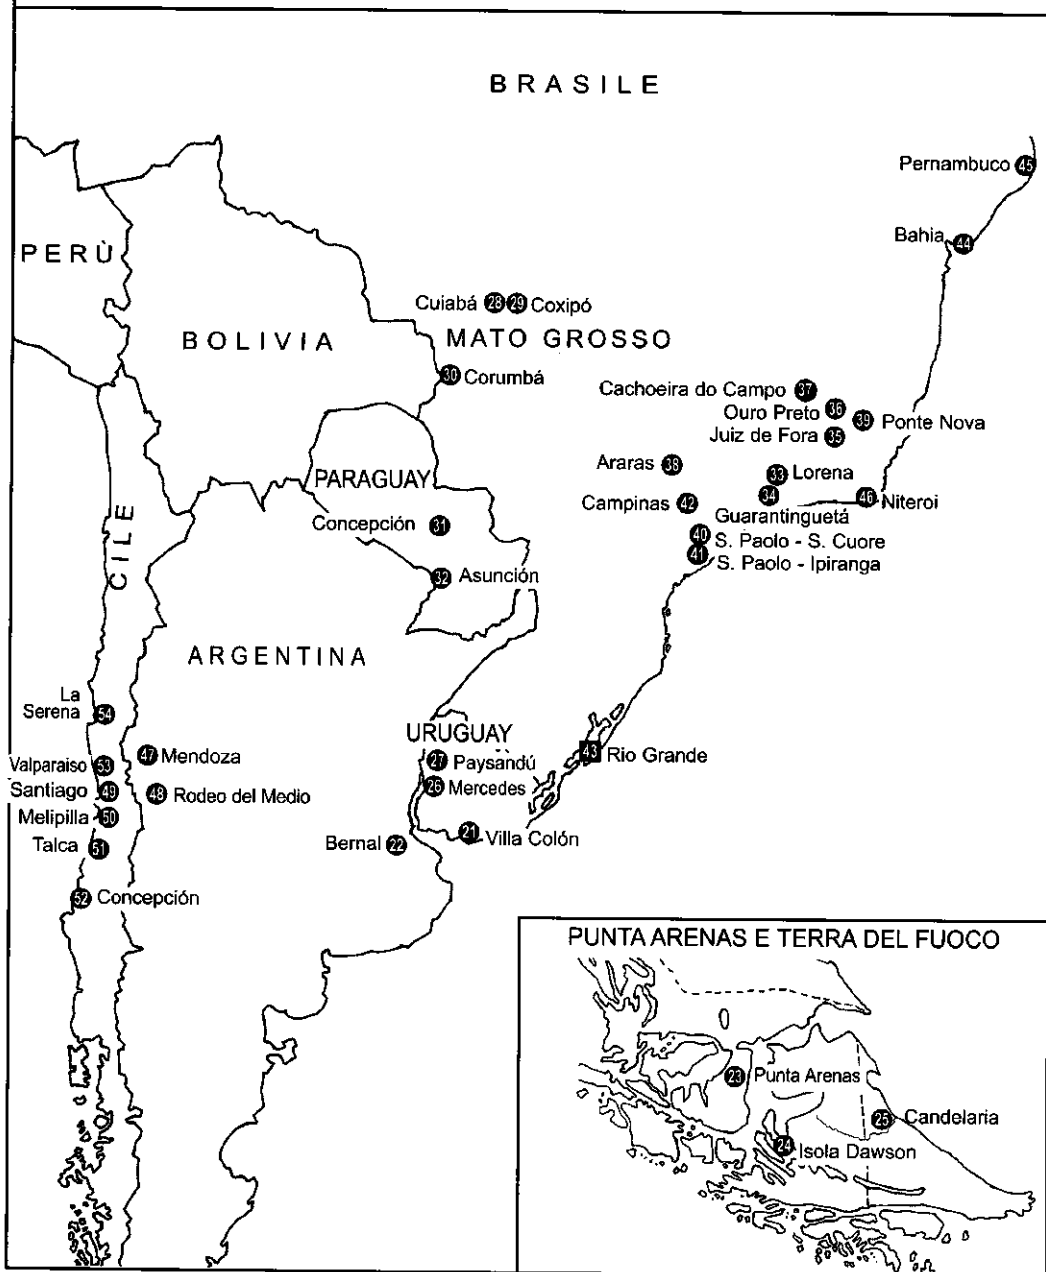 BRASILE
Pernambuco 45
Bahia 44
PERÙ
Cuiabá 28 29 Coxipó
BOLIVIA
MATO GROSSO
30 Corumbá
Cachoeira do Campo 37
Ouro Preto 36
39 Ponte Nova
Juiz de Fora 35
PARAGUAY
Araras 38
33 Lorena
34
Guarantinguetá
46 Niteroi
Campinas 42
Concepción 31
CILE
40 S. Paolo - S. Cuore
41 S. Paolo - Ipiranga
32 Asunción
ARGENTINA
La
Serena 54
URUGUAY
47 Mendoza
27 Paysandú
43 Rio Grande
Valparaiso 53
Santiago 49
48 Rodeo del Medio
26 Mercedes
Melipilla 50
Talca 51
Bernal 22
21 Villa Colón
52 Concepción
PUNTA ARENAS E TERRA DEL FUOCO
23 Punta Arenas
25 Candelaria
24 Isola Dawson